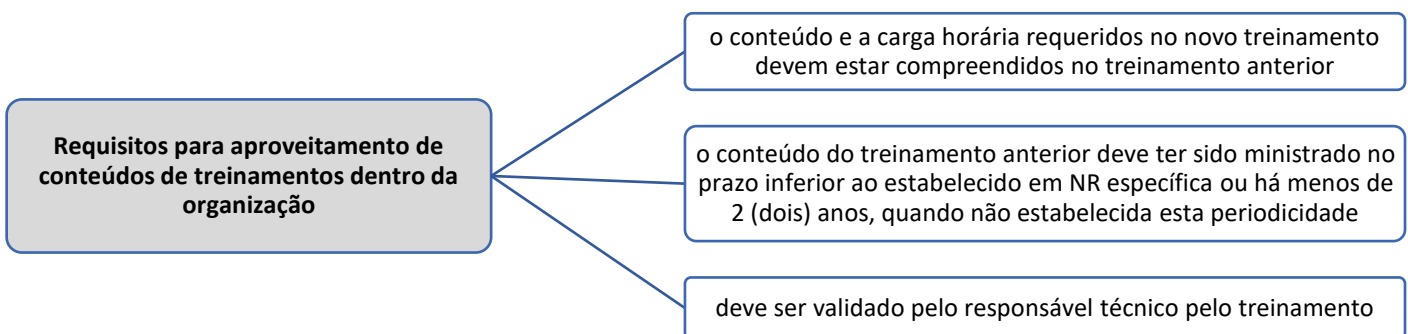 Requisitos para aproveitamento de
conteúdos de treinamentos dentro da
organização
o conteúdo e a carga horária requeridos no novo treinamento
devem estar compreendidos no treinamento anterior
o conteúdo do treinamento anterior deve ter sido ministrado no
prazo inferior ao estabelecido em NR específica ou há menos de
2 (dois) anos, quando não estabelecida esta periodicidade
deve ser validado pelo responsável técnico pelo treinamento